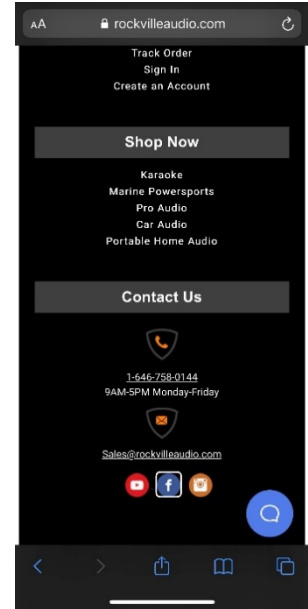 AA
rockvilleaudio.com
Track Order
Sign In
Create an Account
Shop Now
Karaoke
Marine Powersports
Pro Audio
Car Audio
Portable Home Audio
Contact Us
1-646-758-0144
9AM-5PM Monday-Friday
Sales@rockvilleaudio.com
f